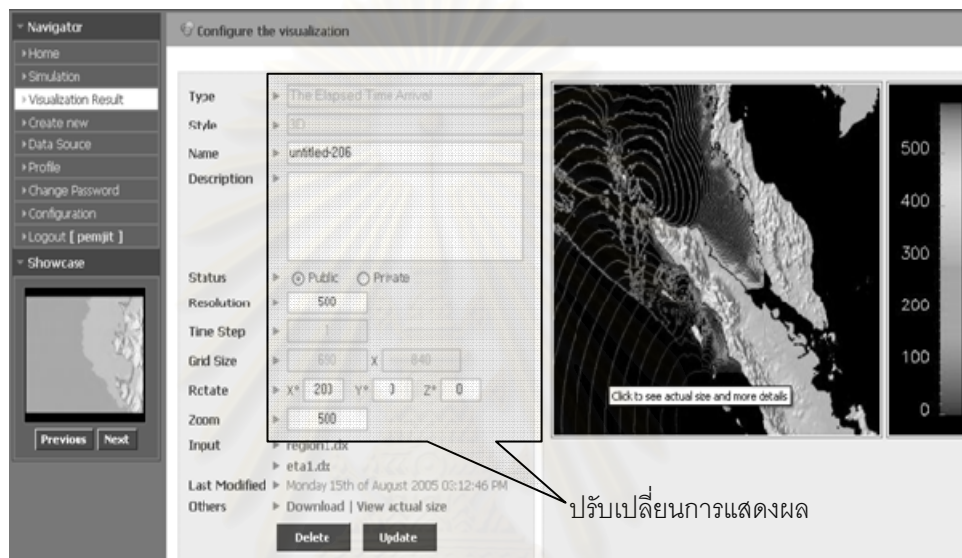 Navigator
Home
Simulation
Visualization Result
Create new
Data Source
Profile
Change Password
Configuration
Logout [ pemjit ]
Showcase
Previous Next
Configure the visualization
Type The Elapsed Time Arrival
Style 3D
Name untitled-206
Description
Status Public Private
Resolution 500
Time Step 1
Grid Size 690 X 840
Rotate X° 203 Y° 0 Z° 0
Zoom 500
Input region1.dx
eta1.dx
Last Modified Monday 15th of August 2005 03:12:46 PM
Others Download | View actual size
Delete Update
Click to see actual size and more details
500
400
300
200
100
0
ปรับเปลี่ยนการแสดงผล